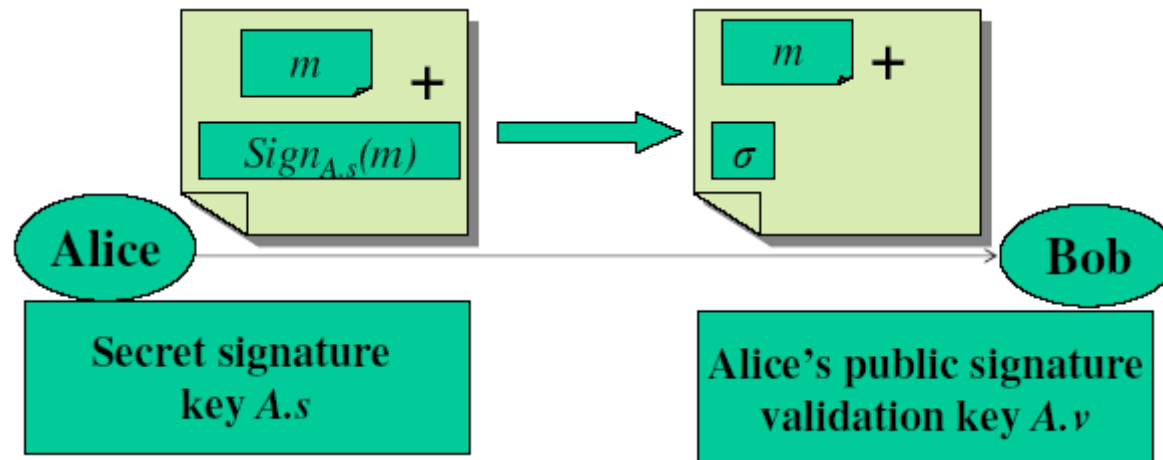 m
+
Sign_{A.s}(m)
m
+
σ
Alice
Bob
Secret signature
key A.s
Alice's public signature
validation key A.v